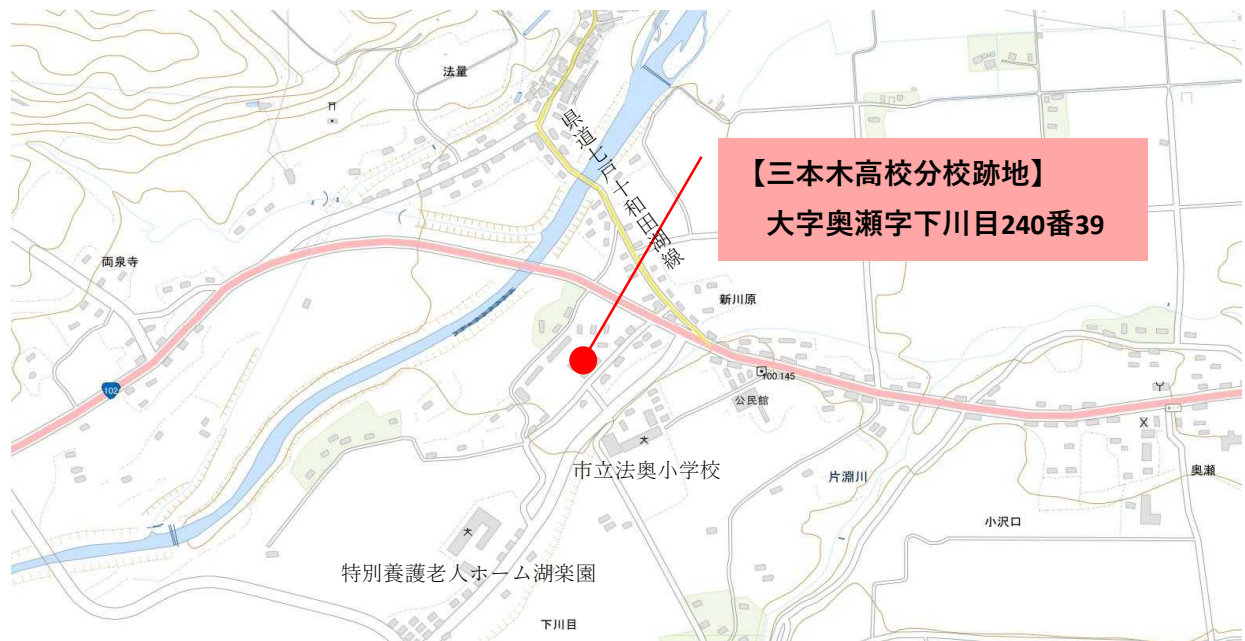 法量
県道七戸十和田湖線
【三本木高校分校跡地】
大字奥瀬字下川目240番39
両泉寺
新川原
102
100.145
公民館
市立法奥小学校
片淵川
奥瀬
小沢口
特別養護老人ホーム湖楽園
下川目